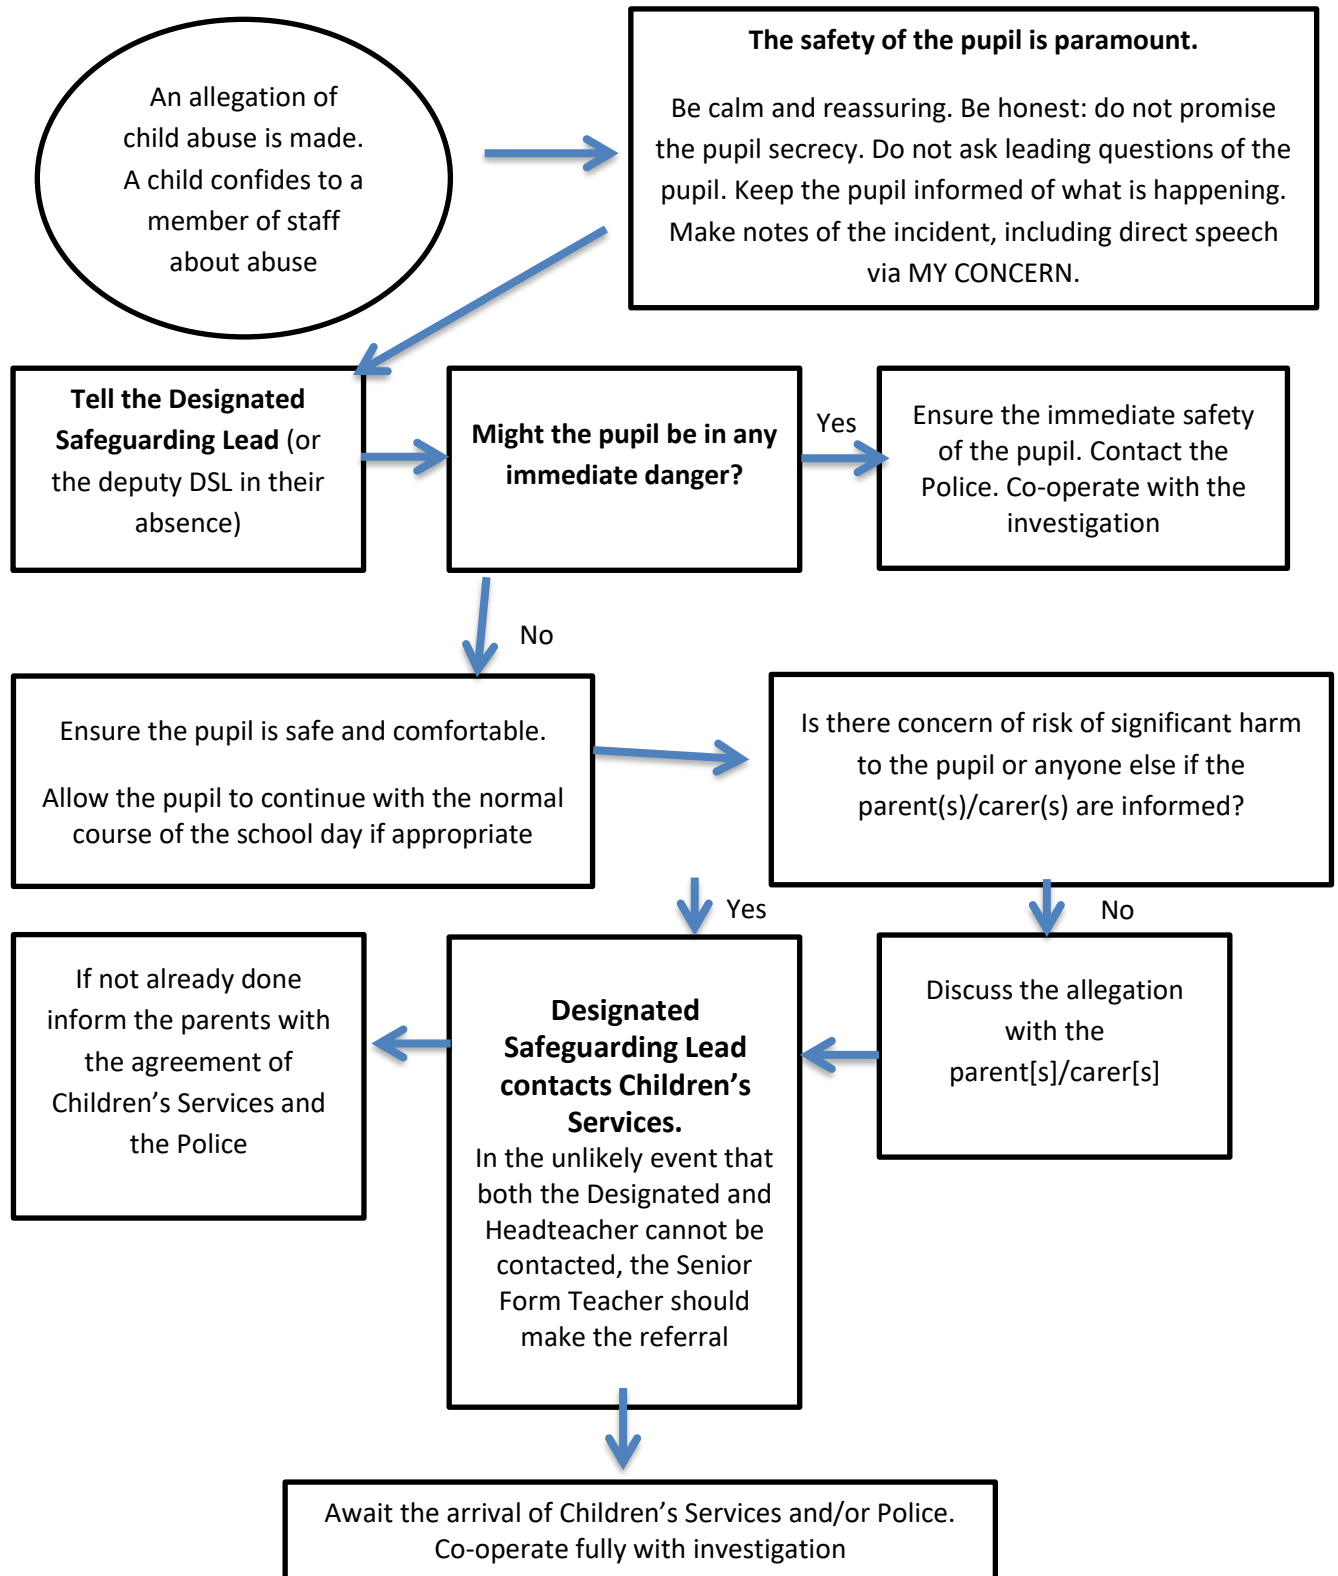 An allegation of
child abuse is made.
A child confides to a
member of staff
about abuse
The safety of the pupil is paramount.
Be calm and reassuring. Be honest: do not promise
the pupil secrecy. Do not ask leading questions of the
pupil. Keep the pupil informed of what is happening.
Make notes of the incident, including direct speech
via MY CONCERN.
Tell the Designated
Safeguarding Lead (or
the deputy DSL in their
absence)
Might the pupil be in any
immediate danger?
Yes
Ensure the immediate safety
of the pupil. Contact the
Police. Co-operate with the
investigation
No
Ensure the pupil is safe and comfortable.
Allow the pupil to continue with the normal
course of the school day if appropriate
Is there concern of risk of significant harm
to the pupil or anyone else if the
parent(s)/carer(s) are informed?
Yes
No
If not already done
inform the parents with
the agreement of
Children’s Services and
the Police
Designated
Safeguarding Lead
contacts Children’s
Services.
In the unlikely event that
both the Designated and
Headteacher cannot be
contacted, the Senior
Form Teacher should
make the referral
Discuss the allegation
with the
parent[s]/carer[s]
Await the arrival of Children’s Services and/or Police.
Co-operate fully with investigation